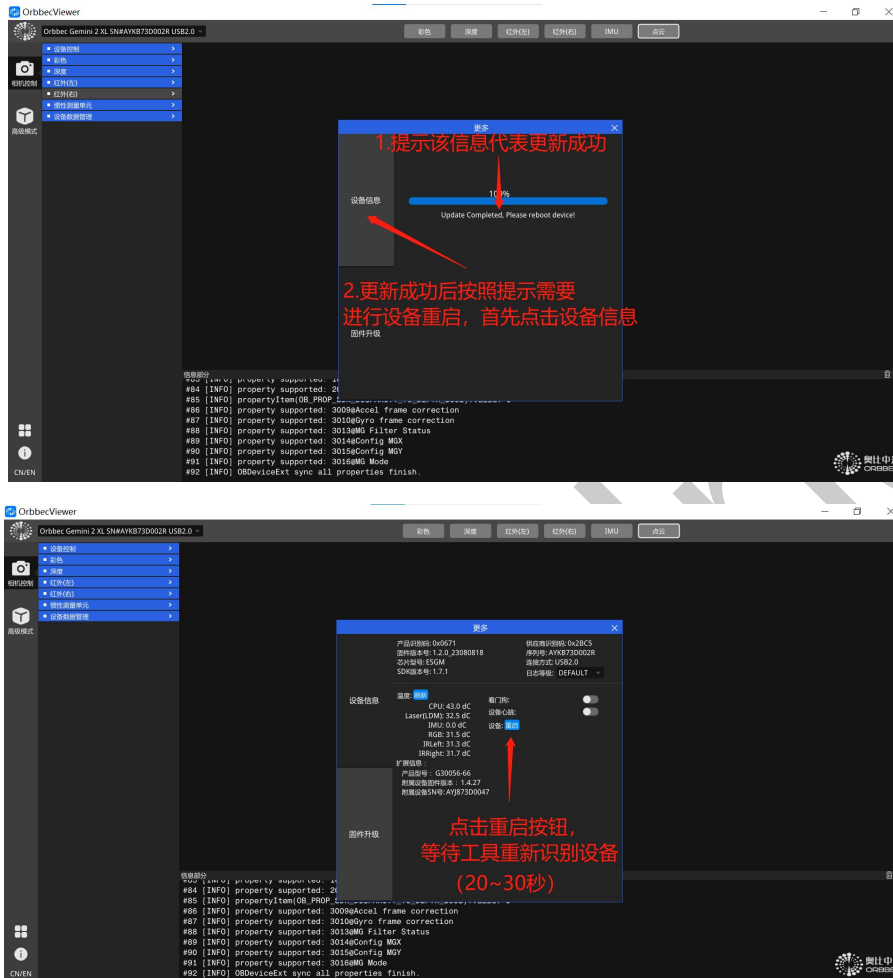 OrbbecViewer
Orbbec Gemini 2 XL SN#AYKB73D002R USB2.0
彩色 深度 红外(左) 红外(右) IMU 点云
设备控制
彩色
深度
红外(左)
红外(右)
惯性测量单元
设备数据管理
相机控制
高级模式
更多
1.提示该信息代表更新成功
设备信息
Update Completed, Please reboot device!
2.更新成功后按照提示需要
进行设备重启，首先点击设备信息
固件升级
信息部分
#84 [INFO] property supported: 20
#85 [INFO] propertyItem(OB_PROP_
#86 [INFO] property supported: 3009@Accel frame correction
#87 [INFO] property supported: 3010@Gyro frame correction
#88 [INFO] property supported: 3013@MG Filter Status
#89 [INFO] property supported: 3014@Config MGX
#90 [INFO] property supported: 3015@Config MGY
#91 [INFO] property supported: 3016@MG Mode
#92 [INFO] OBDeviceExt sync all properties finish.
CN/EN
奥比中
ORBBE
OrbbecViewer
Orbbec Gemini 2 XL SN#AYKB73D002R USB2.0
彩色 深度 红外(左) 红外(右) IMU 点云
设备控制
彩色
深度
红外(左)
红外(右)
惯性测量单元
设备数据管理
相机控制
高级模式
更多
产品识别码: 0x0671 供应商识别码: 0x2BC5
固件版本号: 1.2.0_23080818 序列号: AYKB73D002R
芯片型号: ESGM 连接方式: USB2.0
SDK版本号: 1.7.1 日志等级: DEFAULT
设备信息
温度: 刷新 看门狗:
CPU: 43.0 dC 设备心跳:
Laser(LDM): 32.5 dC
IMU: 0.0 dC 设备: 重启
RGB: 31.5 dC
IRLeft: 31.3 dC
IRRight: 31.7 dC
扩展信息：
产品型号： G30056-66
附属设备固件版本： 1.4.27
附属设备SN号: AYJ873D0047
固件升级
点击重启按钮，
等待工具重新识别设备
（20~30秒）
信息部分
#84 [INFO] property supported: 20
#85 [INFO] propertyItem(OB_PROP_
#86 [INFO] property supported: 3009@Accel frame correction
#87 [INFO] property supported: 3010@Gyro frame correction
#88 [INFO] property supported: 3013@MG Filter Status
#89 [INFO] property supported: 3014@Config MGX
#90 [INFO] property supported: 3015@Config MGY
#91 [INFO] property supported: 3016@MG Mode
#92 [INFO] OBDeviceExt sync all properties finish.
CN/EN
奥比中
ORBBE